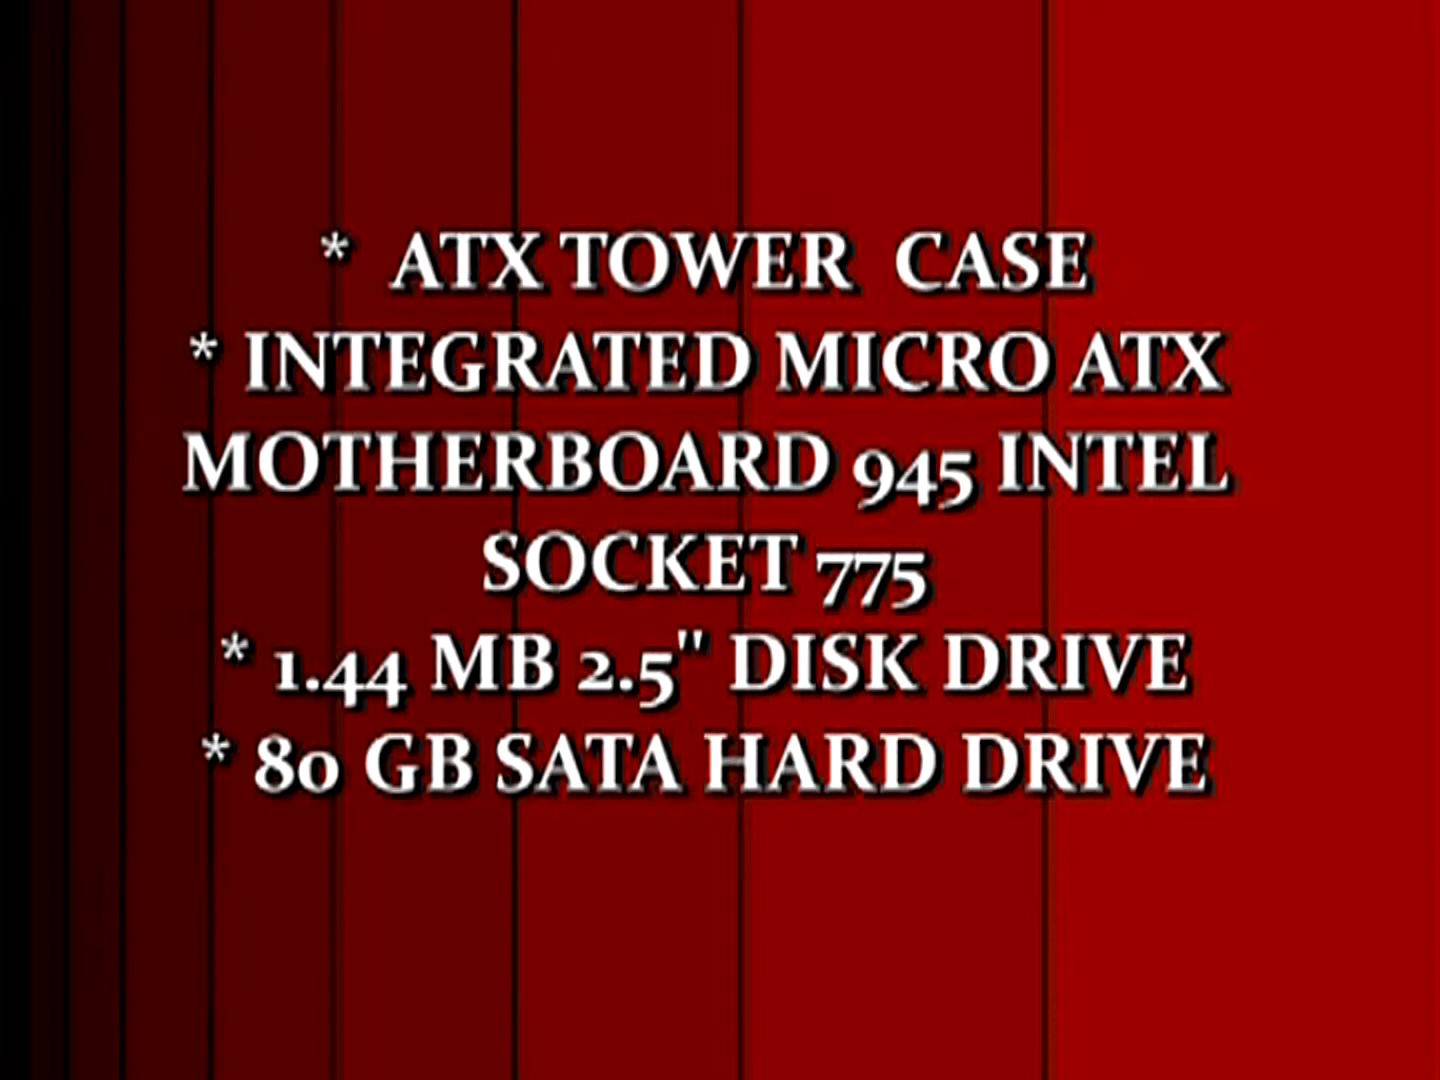 * ATX TOWER CASE
* INTEGRATED MICRO ATX
MOTHERBOARD 945 INTEL
SOCKET 775
* 1.44 MB 2.5" DISK DRIVE
* 80 GB SATA HARD DRIVE